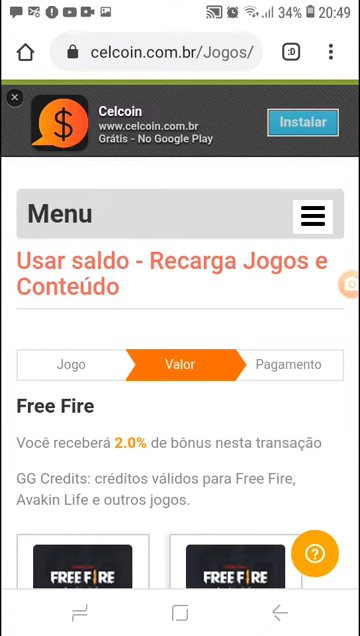 34% 20:49
celcoin.com.br/Jogos/ :D
Celcoin
www.celcoin.com.br
Grátis - No Google Play
Instalar
Menu
Usar saldo - Recarga Jogos e
Conteúdo
Jogo Valor Pagamento
Free Fire
Você receberá 2.0% de bônus nesta transação
GG Credits: créditos válidos para Free Fire,
Avakin Life e outros jogos.
FREE FIRE FREE FIRE